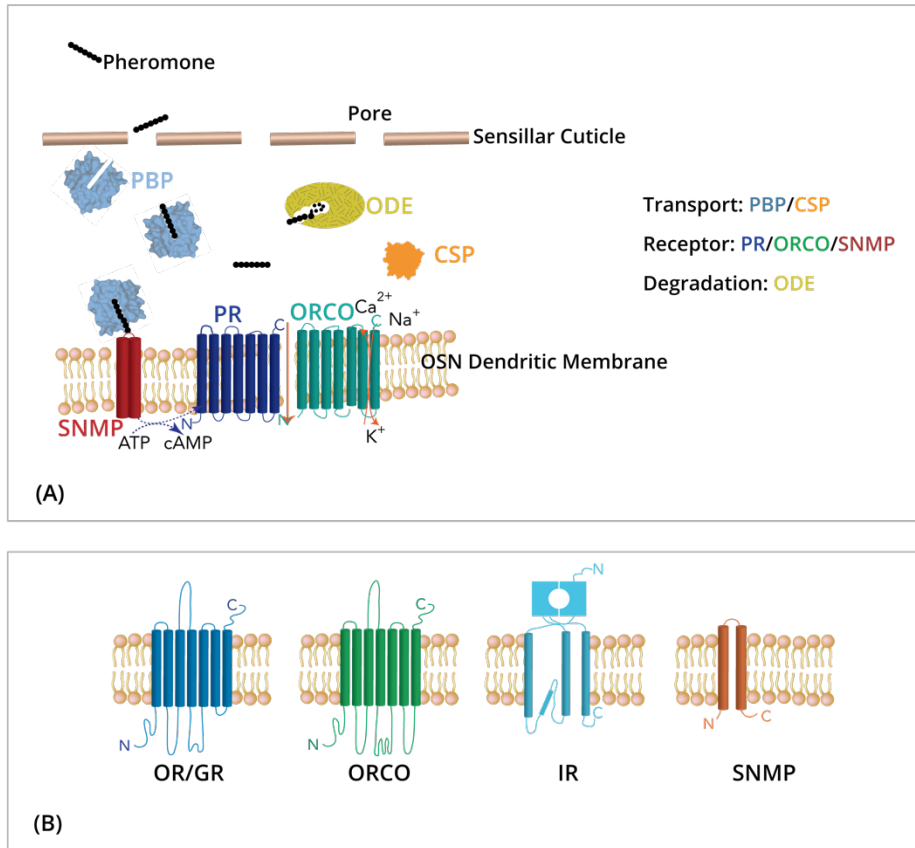 Pheromone
Pore
Sensillar Cuticle
PBP
ODE
Transport: PBP/CSP
CSP
Receptor: PR/ORCO/SNMP
Degradation: ODE
PR
ORCO
Ca2+
C
C
Na+
OSN Dendritic Membrane
SNMP
N
N
ATP
cAMP
K+
(A)
N
C
C
N
N
C
N
C
OR/GR
ORCO
IR
SNMP
(B)